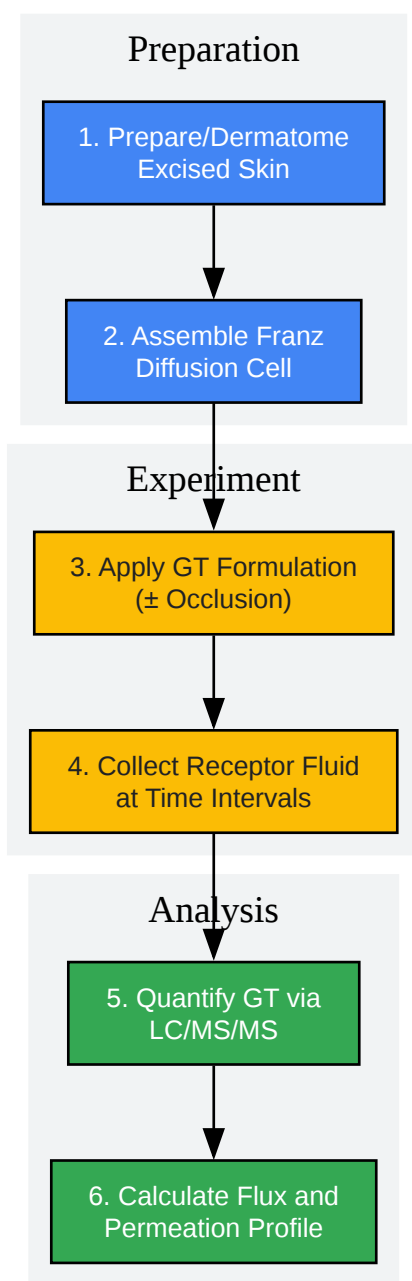 Preparation
1. Prepare/Dermatome
Excised Skin
2. Assemble Franz
Diffusion Cell
Experiment
3. Apply GT Formulation
(± Occlusion)
4. Collect Receptor Fluid
at Time Intervals
Analysis
5. Quantify GT via
LC/MS/MS
6. Calculate Flux and
Permeation Profile